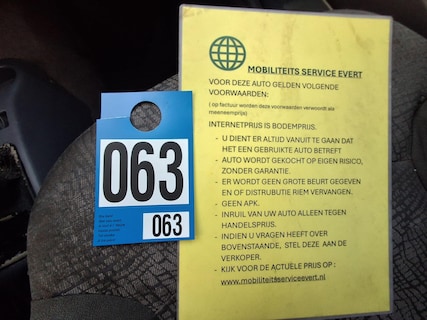 MOBILITEITS SERVICE EVERT
VOOR DEZE AUTO GELDEN VOLGENDE
VOORWAARDEN:
( op factuur worden deze voorwaarden verwoordt als
meeneemprijs)
INTERNETPRIJS IS BODEMPRIJS.
- U DIENT ER ALTIJD VANUIT TE GAAN DAT
HET EEN GEBRUIKTE AUTO BETREFT
- AUTO WORDT GEKOCHT OP EIGEN RISICO,
ZONDER GARANTIE.
- ER WORDT GEEN GROTE BEURT GEGEVEN
EN OF DISTRUBUTIE RIEM VERVANGEN.
- GEEN APK.
- INRUIL VAN UW AUTO ALLEEN TEGEN
HANDELSPRIJS.
- INDIEN U VRAGEN HEEFT OVER
BOVENSTAANDE, STEL DEZE AAN DE
VERKOPER.
- KIJK VOOR DE ACTUËLE PRIJS OP :
www.mobiliteitserviceevert.nl
063
063